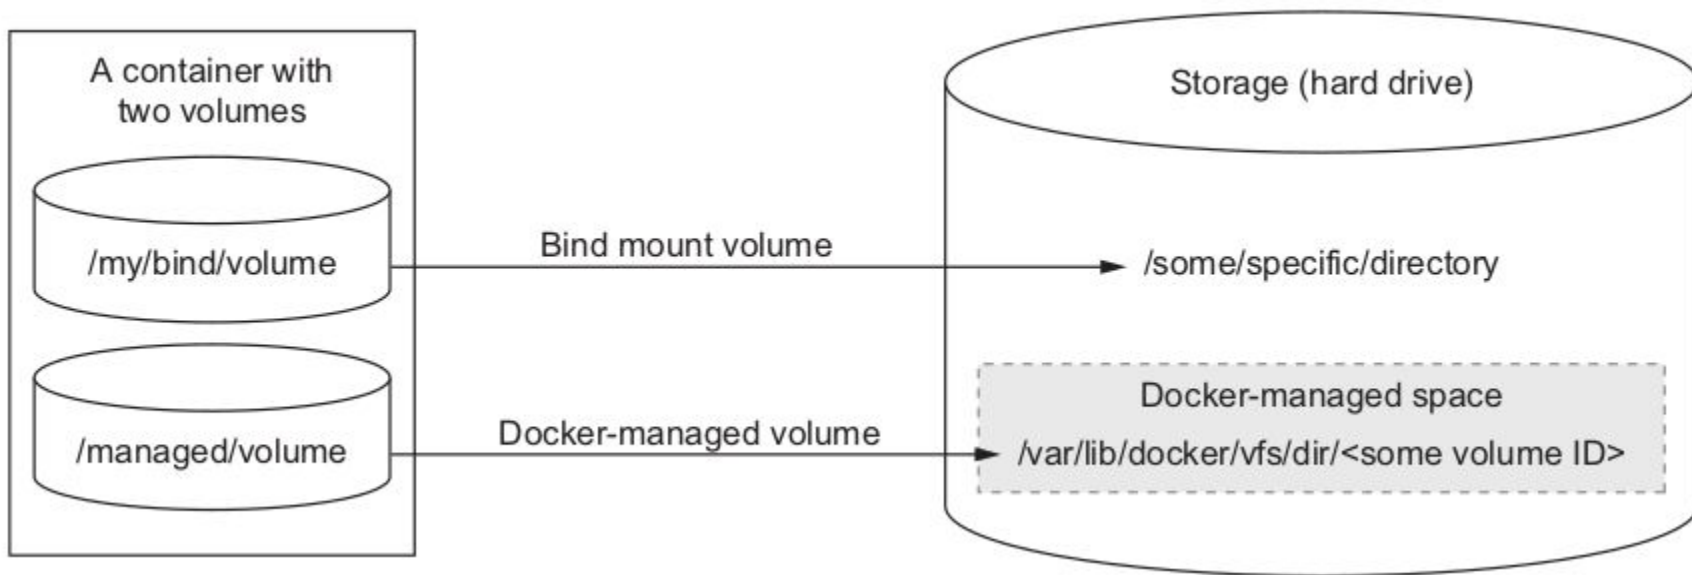 A container with
two volumes
/my/bind/volume
/managed/volume
Bind mount volume
Docker-managed volume
Storage (hard drive)
/some/specific/directory
Docker-managed space
/var/lib/docker/vfs/dir/<some volume ID>